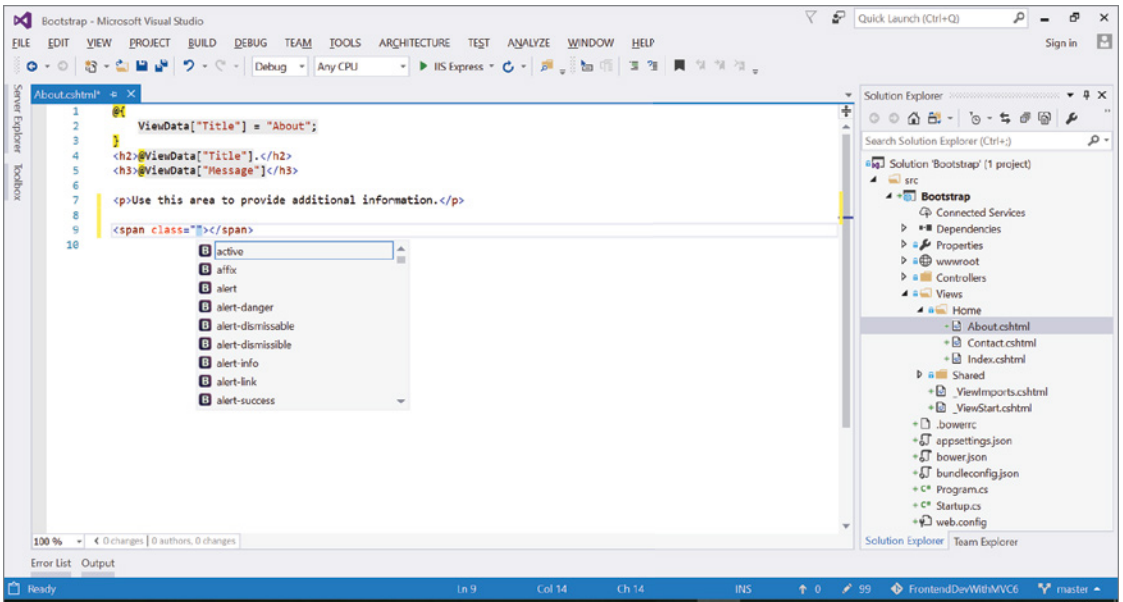 Bootstrap - Microsoft Visual Studio
Quick Launch (Ctrl+Q)
FILE EDIT VIEW PROJECT BUILD DEBUG TEAM TOOLS ARCHITECTURE TEST ANALYZE WINDOW HELP
Sign in
Debug Any CPU IIS Express
Server Explorer
Toolbox
About.cshtml*
1 @{
2 ViewData["Title"] = "About";
3 }
4 <h2>@ViewData["Title"].</h2>
5 <h3>@ViewData["Message"]</h3>
6
7 <p>Use this area to provide additional information.</p>
8
9 <span class=""></span>
10
active
affix
alert
alert-danger
alert-dismissable
alert-dismissible
alert-info
alert-link
alert-success
100 %
0 changes | 0 authors, 0 changes
Solution Explorer
Search Solution Explorer (Ctrl+;)
Solution 'Bootstrap' (1 project)
src
Bootstrap
Connected Services
Dependencies
Properties
wwwroot
Controllers
Views
Home
About.cshtml
Contact.cshtml
Index.cshtml
Shared
_ViewImports.cshtml
_ViewStart.cshtml
.bowerrc
appsettings.json
bower.json
bundleconfig.json
Program.cs
Startup.cs
web.config
Solution Explorer Team Explorer
Error List Output
Ready Ln 9 Col 14 Ch 14 INS 0 99 FrontendDevWithMVC6 master